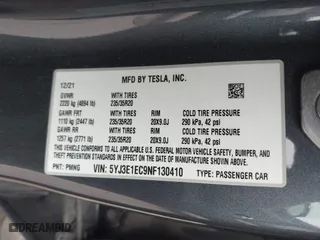 MFD BY TESLA, INC.
12/21
GVWR WITH TIRES
2220 kg (4894 lb) 235/35R20
GAWR FRT WITH TIRES RIM COLD TIRE PRESSURE
1110 kg (2447 lb) 235/35R20 20X9.0J 290 kPa, 42 psi
GAWR RR WITH TIRES RIM COLD TIRE PRESSURE
1257 kg (2771 lb) 235/35R20 20X9.0J 290 kPa, 42 psi
THIS VEHICLE CONFORMS TO ALL APPLICABLE U.S.
FEDERAL MOTOR VEHICLE SAFETY, BUMPER, AND
THEFT PREVENTION STANDARDS IN EFFECT ON THE
DATE OF MANUFACTURE SHOWN ABOVE.
PNT: PMNG VIN: 5YJ3E1EC9NF130410 TYPE: PASSENGER CAR
DREAMBID